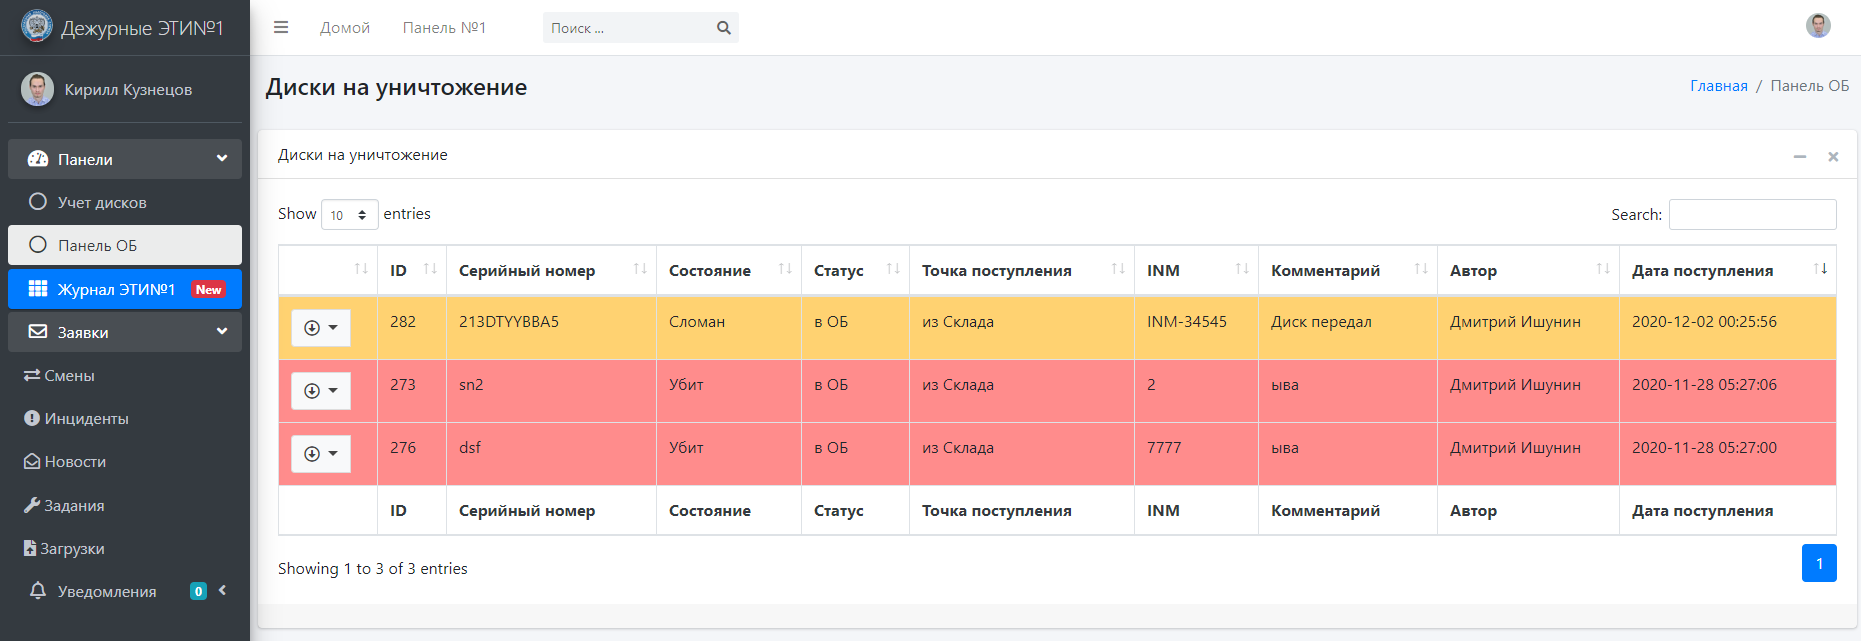 Дежурные ЭТИ№1
Домой Панель №1 Поиск ...
Кирилл Кузнецов
Панели
Учет дисков
Панель ОБ
Журнал ЭТИ№1 New
Заявки
Смены
Инциденты
Новости
Задания
Загрузки
Уведомления 0
Диски на уничтожение
Главная / Панель ОБ
Диски на уничтожение
Show 10 entries
Search:
ID Серийный номер Состояние Статус Точка поступления INM Комментарий Автор Дата поступления
282 213DTYYBBA5 Сломан в ОБ из Склада INM-34545 Диск передал Дмитрий Ишунин 2020-12-02 00:25:56
273 sn2 Убит в ОБ из Склада 2 ыва Дмитрий Ишунин 2020-11-28 05:27:06
276 dsf Убит в ОБ из Склада 7777 ыва Дмитрий Ишунин 2020-11-28 05:27:00
ID Серийный номер Состояние Статус Точка поступления INM Комментарий Автор Дата поступления
Showing 1 to 3 of 3 entries
1